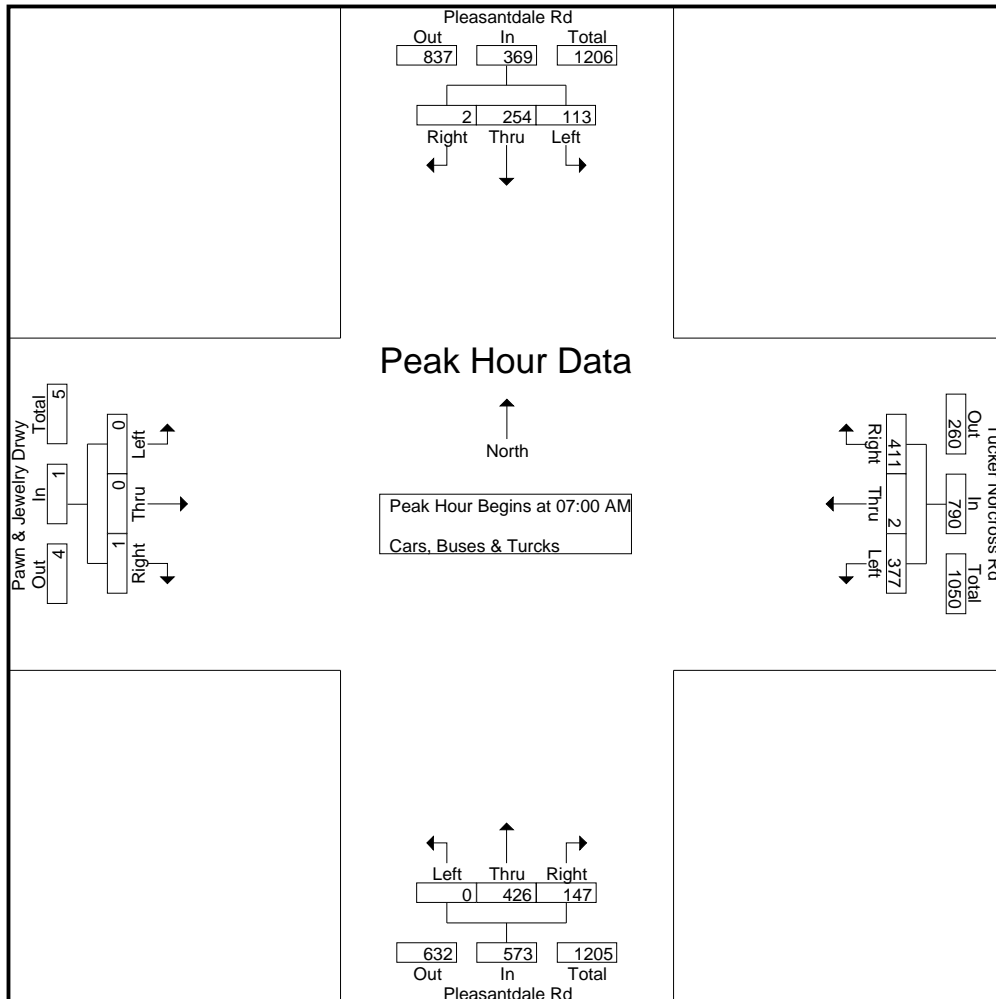 Pleasantdale Rd
Out In Total
837 369 1206
2 254 113
Right Thru Left
Peak Hour Data
North
Peak Hour Begins at 07:00 AM
Cars, Buses & Turcks
Pawn & Jewelry Drwy
Total In Out
5 1 4
0 0 1
Left Thru Right
Right Thru Left
411 2 377
260 790 1050
Out In Total
Tucker Norcross Rd
Left Thru Right
0 426 147
632 573 1205
Out In Total
Pleasantdale Rd